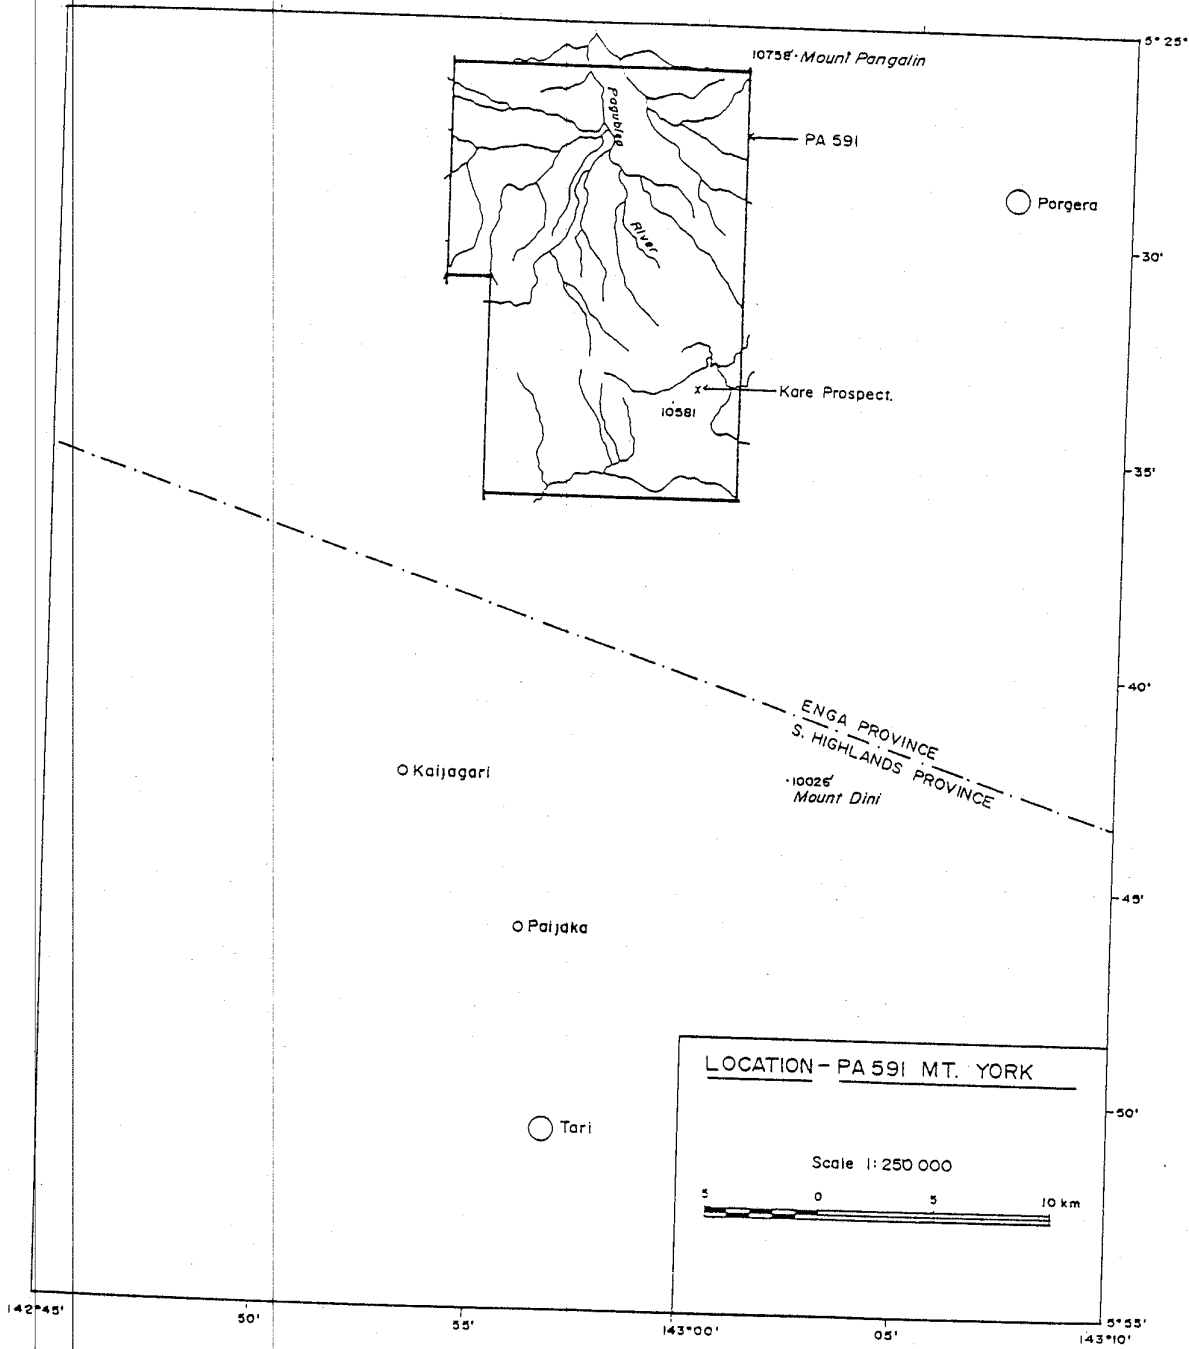 5°25'
10758' Mount Pangalin
PA 591
Porgera
River
30'
Kare Prospect.
x
10581
35'
40'
ENGA PROVINCE
S. HIGHLANDS PROVINCE
Kaijagari
10026'
Mount Dini
45'
Paijaka
LOCATION - PA 591 MT. YORK
50'
Tari
Scale 1:250 000
5 0 5 10 km
142°45'
50'
55'
143°00'
05'
5°55'
143°10'